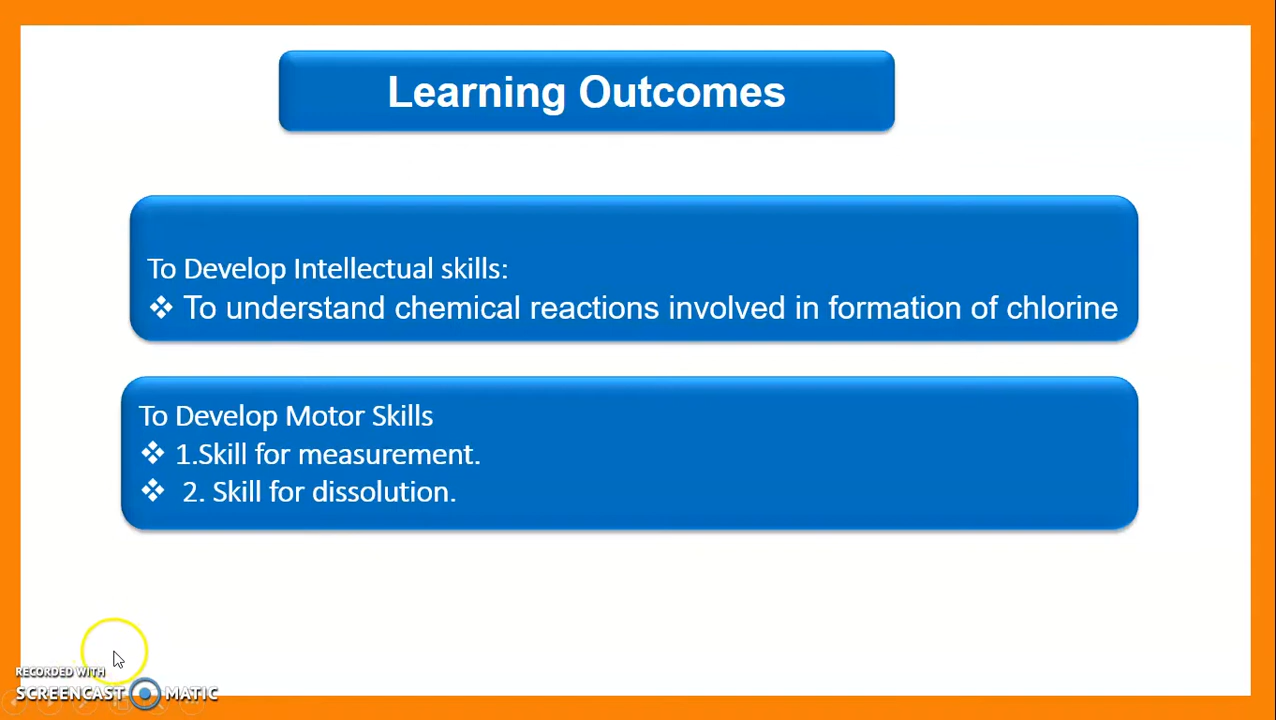 Learning Outcomes
To Develop Intellectual skills:
❖ To understand chemical reactions involved in formation of chlorine
To Develop Motor Skills
❖ 1.Skill for measurement.
❖ 2. Skill for dissolution.
RECORDED WITH
SCREENCAST MATIC